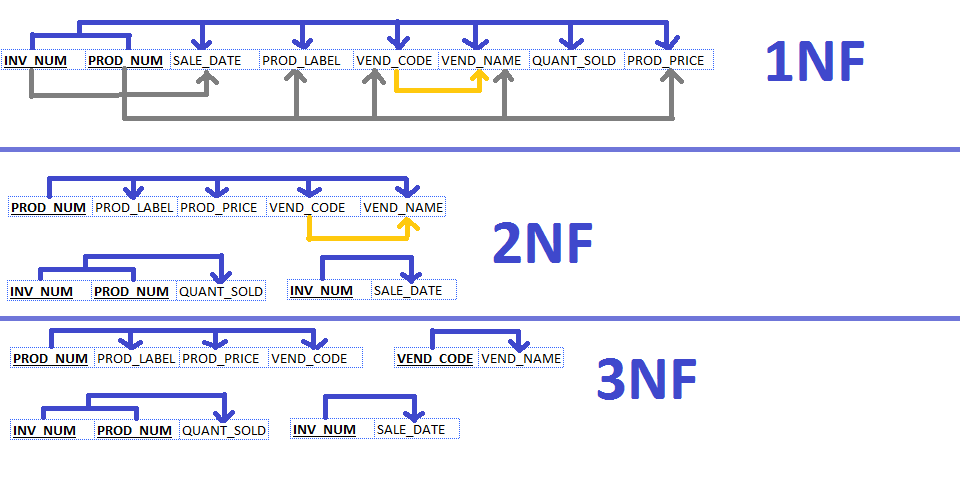 INV_NUM PROD_NUM SALE_DATE PROD_LABEL VEND_CODE VEND_NAME QUANT_SOLD PROD_PRICE
1NF
PROD_NUM PROD_LABEL PROD_PRICE VEND_CODE VEND_NAME
2NF
INV_NUM PROD_NUM QUANT_SOLD INV_NUM SALE_DATE
PROD_NUM PROD_LABEL PROD_PRICE VEND_CODE VEND_CODE VEND_NAME
3NF
INV_NUM PROD_NUM QUANT_SOLD INV_NUM SALE_DATE